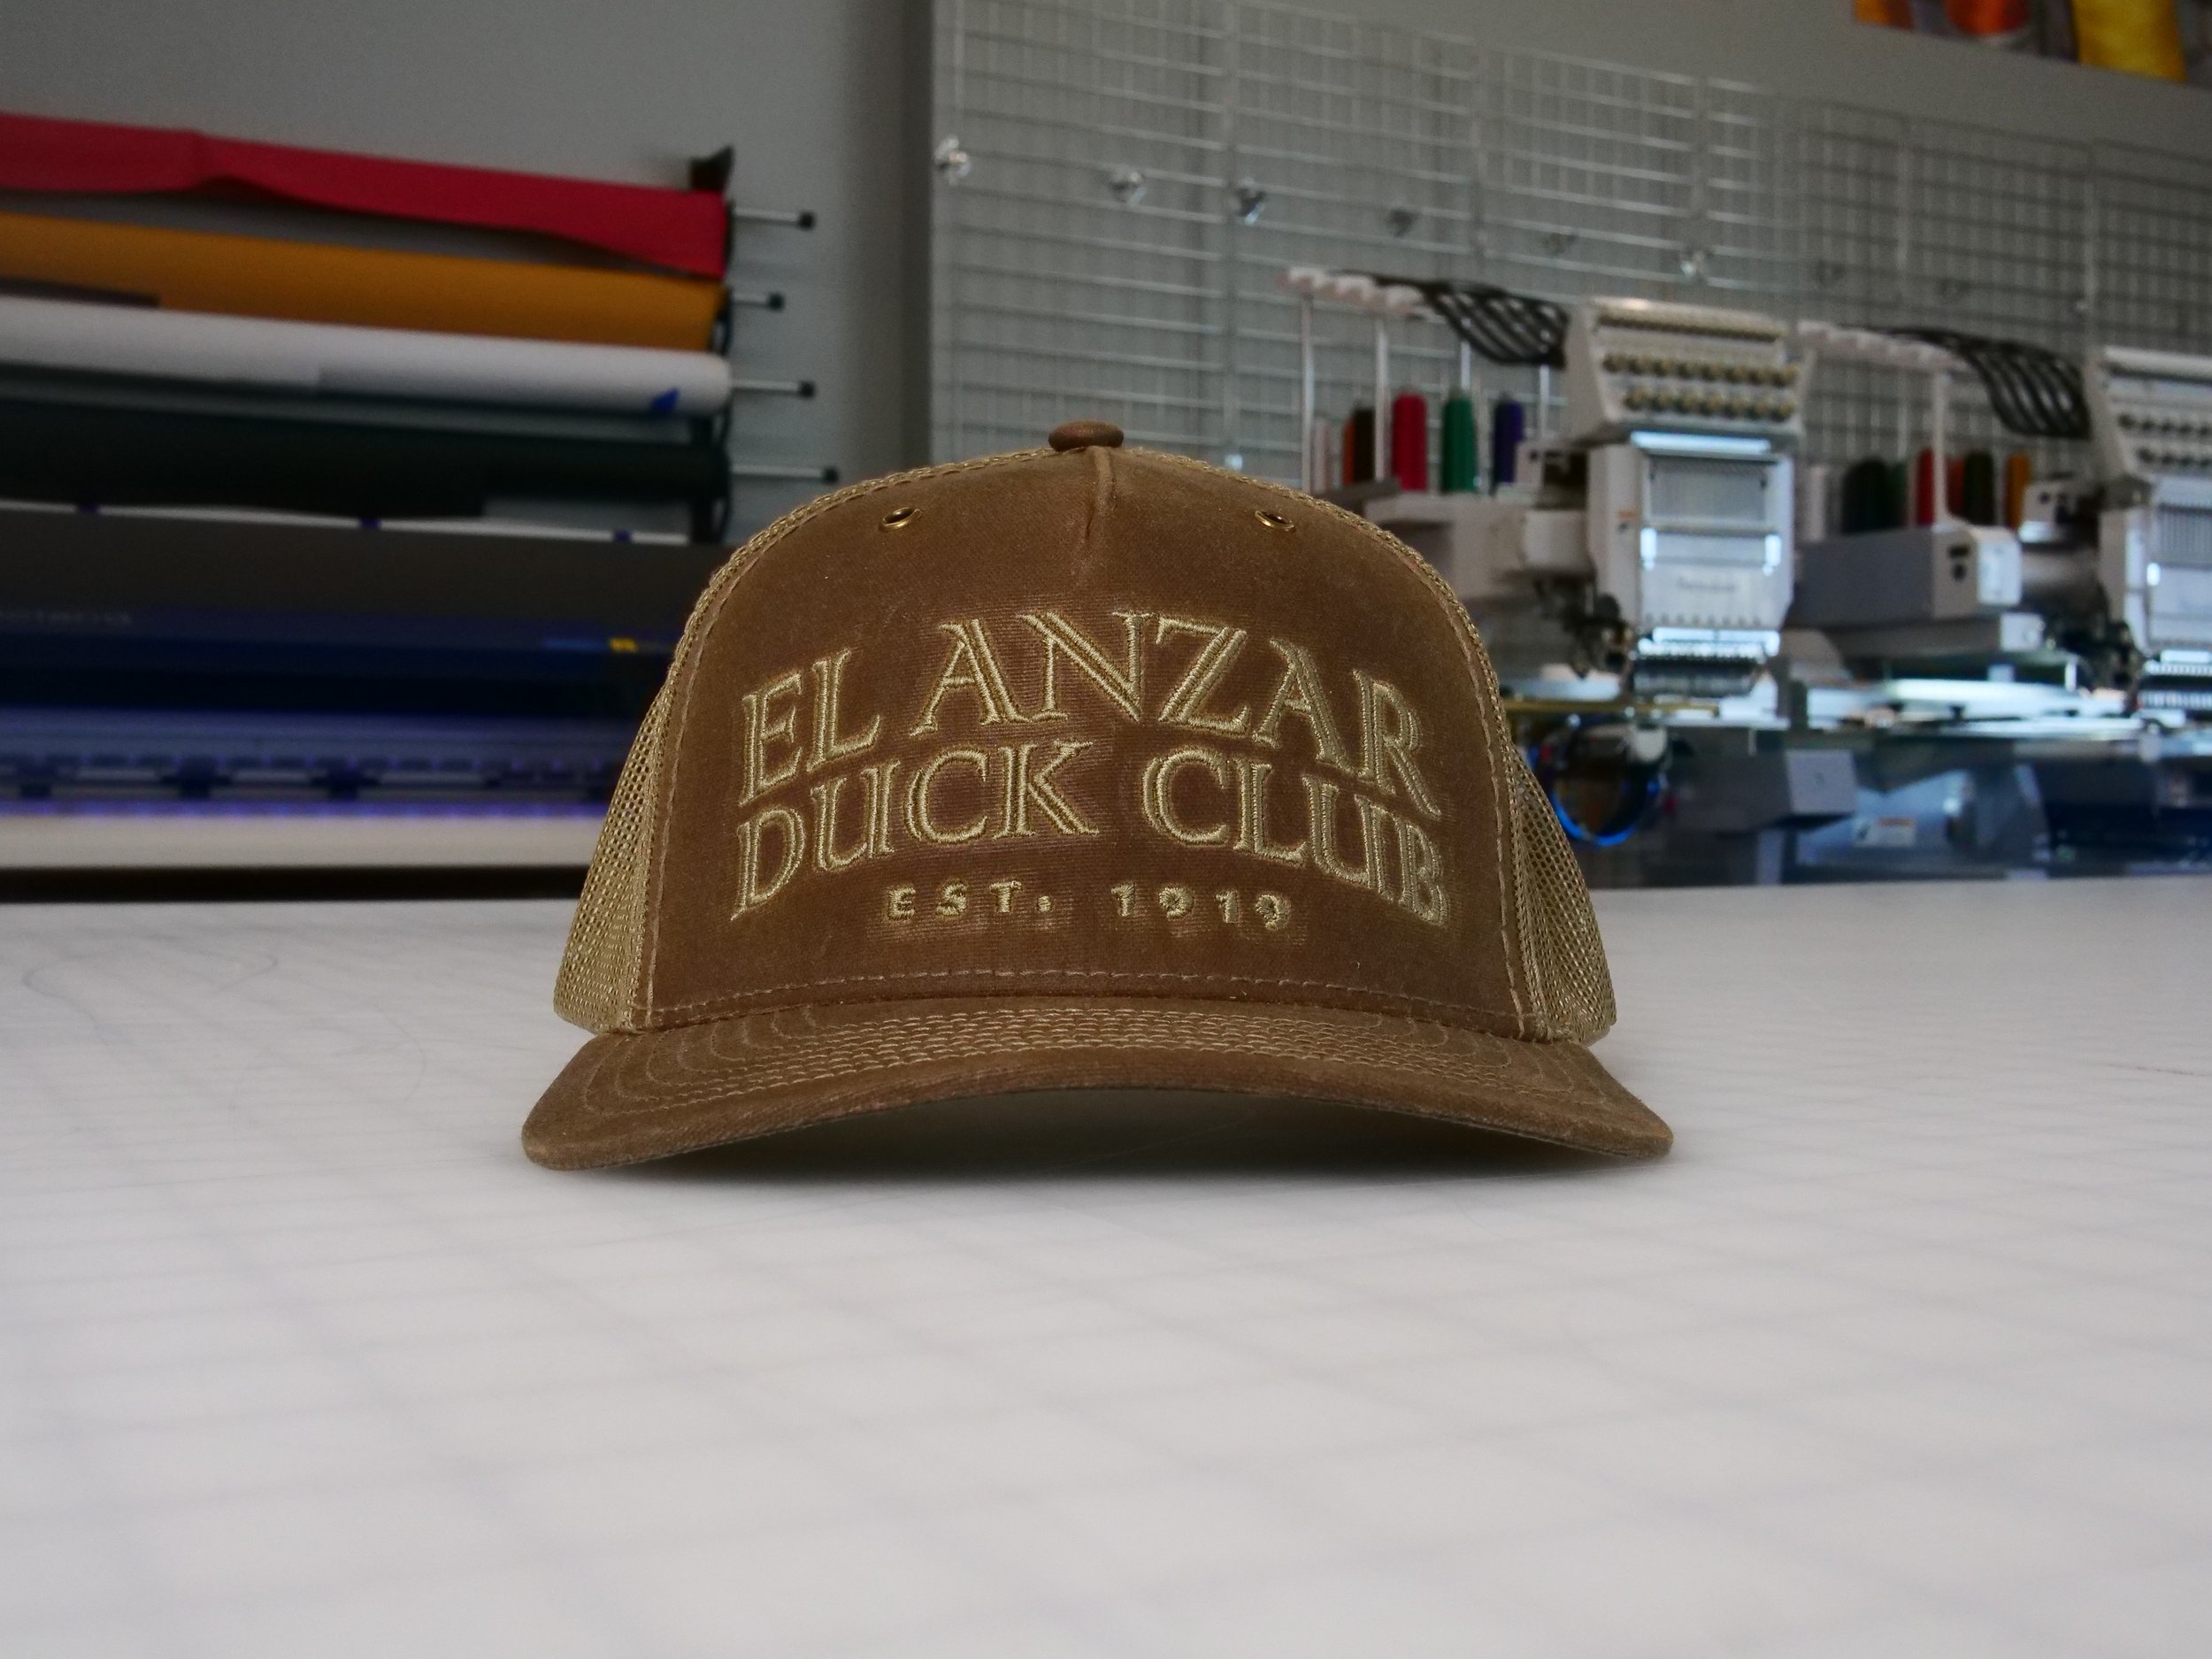 EL ANZAR
DUCK CLUB
EST. 1919